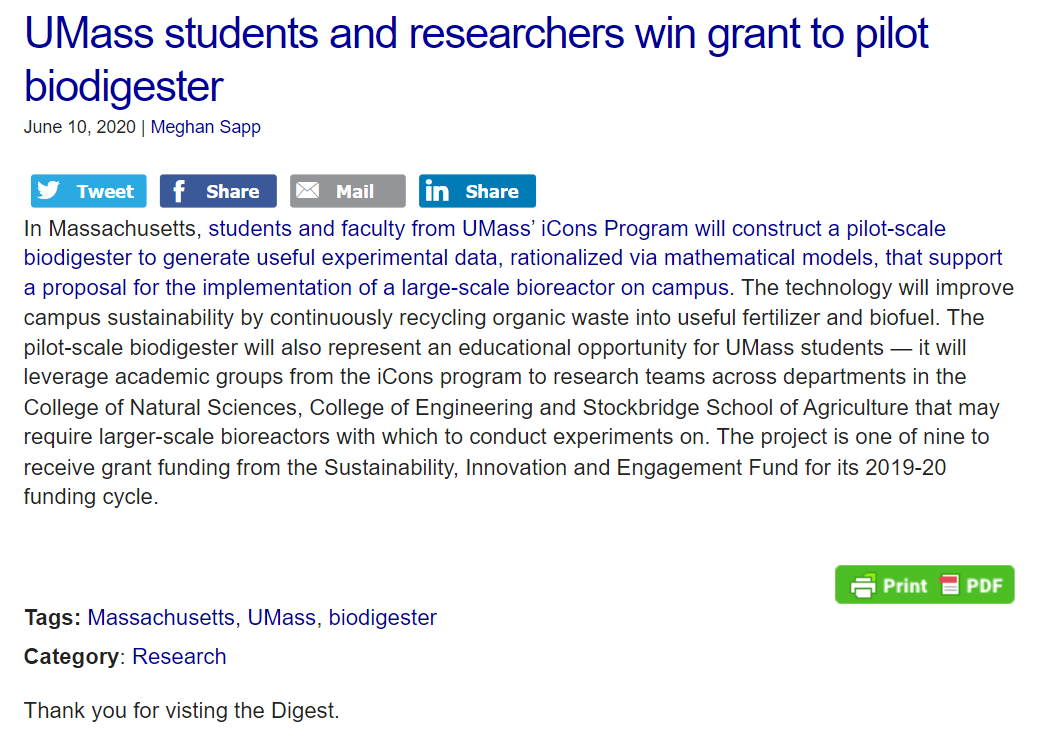 UMass students and researchers win grant to pilot
biodigester
June 10, 2020 | Meghan Sapp
Tweet Share Mail Share
In Massachusetts, students and faculty from UMass’ iCons Program will construct a pilot-scale
biodigester to generate useful experimental data, rationalized via mathematical models, that support
a proposal for the implementation of a large-scale bioreactor on campus. The technology will improve
campus sustainability by continuously recycling organic waste into useful fertilizer and biofuel. The
pilot-scale biodigester will also represent an educational opportunity for UMass students — it will
leverage academic groups from the iCons program to research teams across departments in the
College of Natural Sciences, College of Engineering and Stockbridge School of Agriculture that may
require larger-scale bioreactors with which to conduct experiments on. The project is one of nine to
receive grant funding from the Sustainability, Innovation and Engagement Fund for its 2019-20
funding cycle.
Print PDF
Tags: Massachusetts, UMass, biodigester
Category: Research
Thank you for visting the Digest.